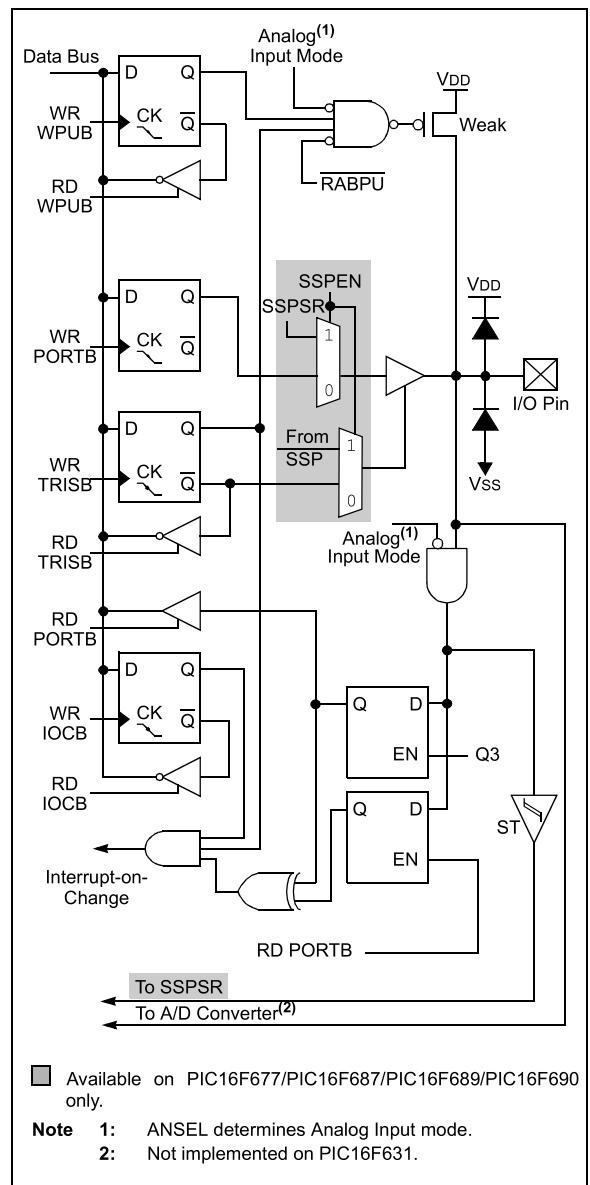 Analog(1)
Input Mode
Data Bus
D
Q
VDD
WR
WPUB
CK
Q
Weak
RD
WPUB
RABPU
SSPEN
VDD
D
Q
SSPSR
1
WR
PORTB
CK
Q
0
I/O Pin
D
Q
From
SSP
1
WR
TRISB
CK
Q
VSS
0
Analog(1)
Input Mode
RD
TRISB
RD
PORTB
D
Q
Q
D
WR
IOCB
CK
Q
EN
Q3
RD
IOCB
Q
D
ST
EN
Interrupt-on-
Change
RD PORTB
To SSPSR
To A/D Converter(2)
Available on PIC16F677/PIC16F687/PIC16F689/PIC16F690
only.
Note 1: ANSEL determines Analog Input mode.
2: Not implemented on PIC16F631.